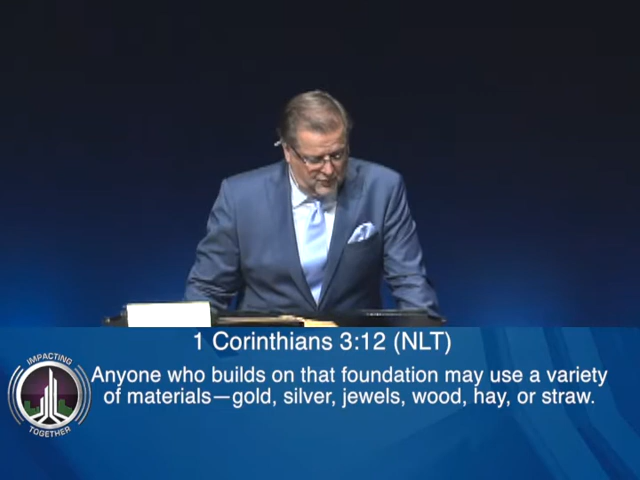 1 Corinthians 3:12 (NLT)
Anyone who builds on that foundation may use a variety
of materials—gold, silver, jewels, wood, hay, or straw.
IMPACTING
TOGETHER